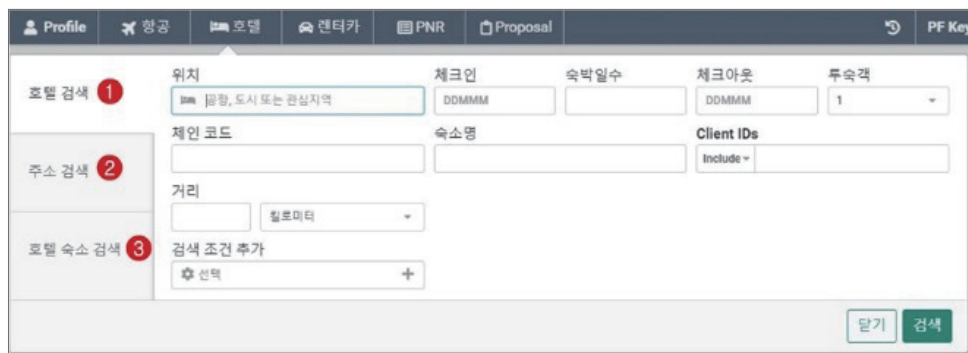 Profile 항공 호텔 렌터카 PNR Proposal PF Key
호텔 검색 1
주소 검색 2
호텔 숙소 검색 3
위치 체크인 숙박일수 체크아웃 투숙객
공항, 도시 또는 관심지역 DDMMM DDMMM 1
체인 코드 숙소명 Client IDs
Include
거리
킬로미터
검색 조건 추가
선택 +
닫기 검색